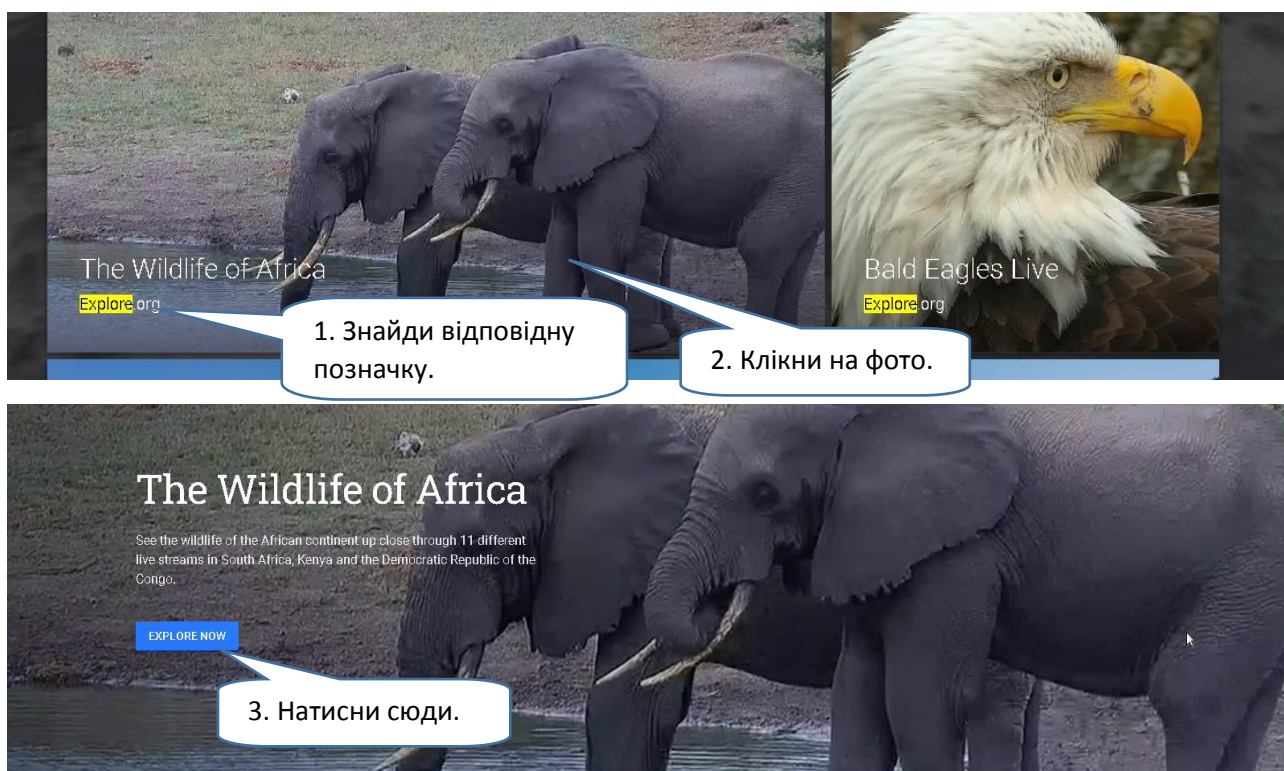 The Wildlife of Africa
Explore.org
Bald Eagles Live
Explore.org
1. Знайди відповідну
позначку.
2. Клікни на фото.
The Wildlife of Africa
See the wildlife of the African continent up close through 11 different
live streams in South Africa, Kenya and the Democratic Republic of the
Congo.
EXPLORE NOW
3. Натисни сюди.